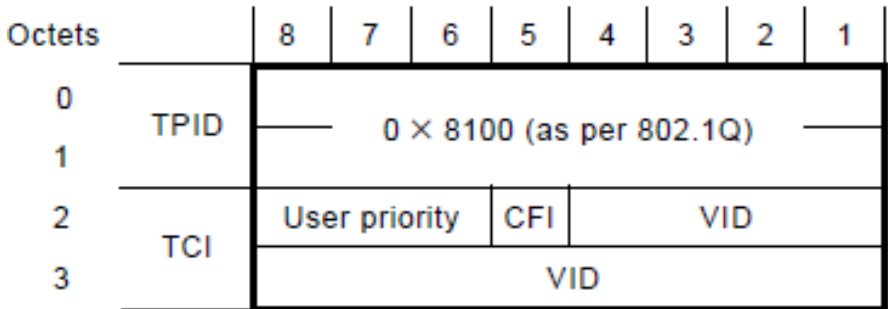 Octets 8 7 6 5 4 3 2 1
0
TPID 0 × 8100 (as per 802.1Q)
1
2 User priority CFI VID
TCI
3 VID